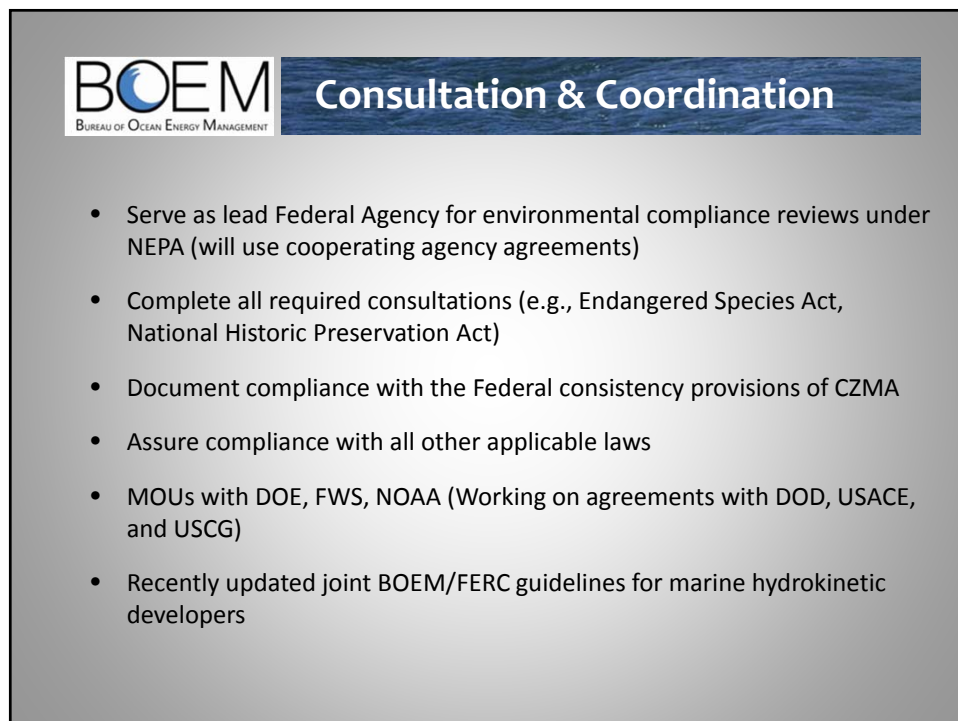 BOEM
BUREAU OF OCEAN ENERGY MANAGEMENT
Consultation & Coordination
• Serve as lead Federal Agency for environmental compliance reviews under
NEPA (will use cooperating agency agreements)
• Complete all required consultations (e.g., Endangered Species Act,
National Historic Preservation Act)
• Document compliance with the Federal consistency provisions of CZMA
• Assure compliance with all other applicable laws
• MOUs with DOE, FWS, NOAA (Working on agreements with DOD, USACE,
and USCG)
• Recently updated joint BOEM/FERC guidelines for marine hydrokinetic
developers